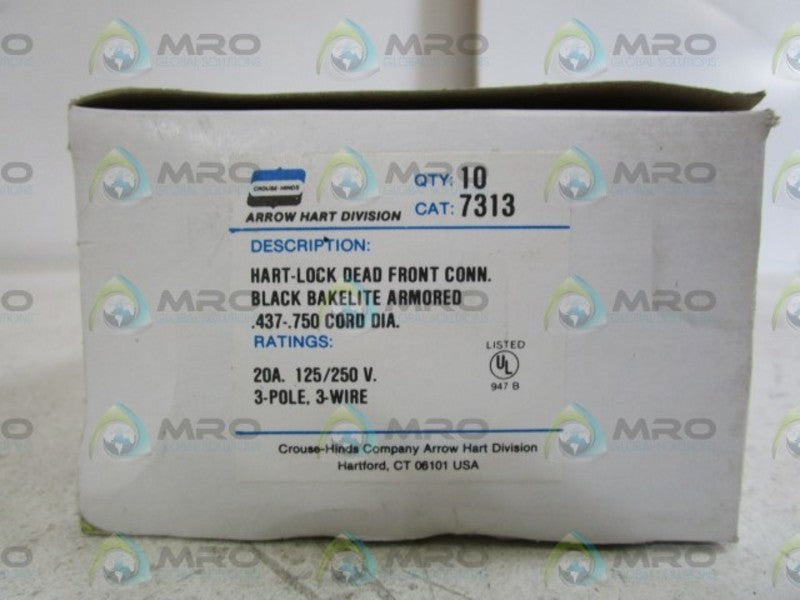 CROUSE-HINDS
ARROW HART DIVISION
QTY: 10
CAT: 7313
DESCRIPTION:
HART-LOCK DEAD FRONT CONN.
BLACK BAKELITE ARMORED
.437-.750 CORD DIA.
RATINGS:
20A. 125/250 V.
3-POLE, 3-WIRE
LISTED
UL
947 B
Crouse-Hinds Company Arrow Hart Division
Hartford, CT 06101 USA
MRO
GLOBAL SOLUTIONS